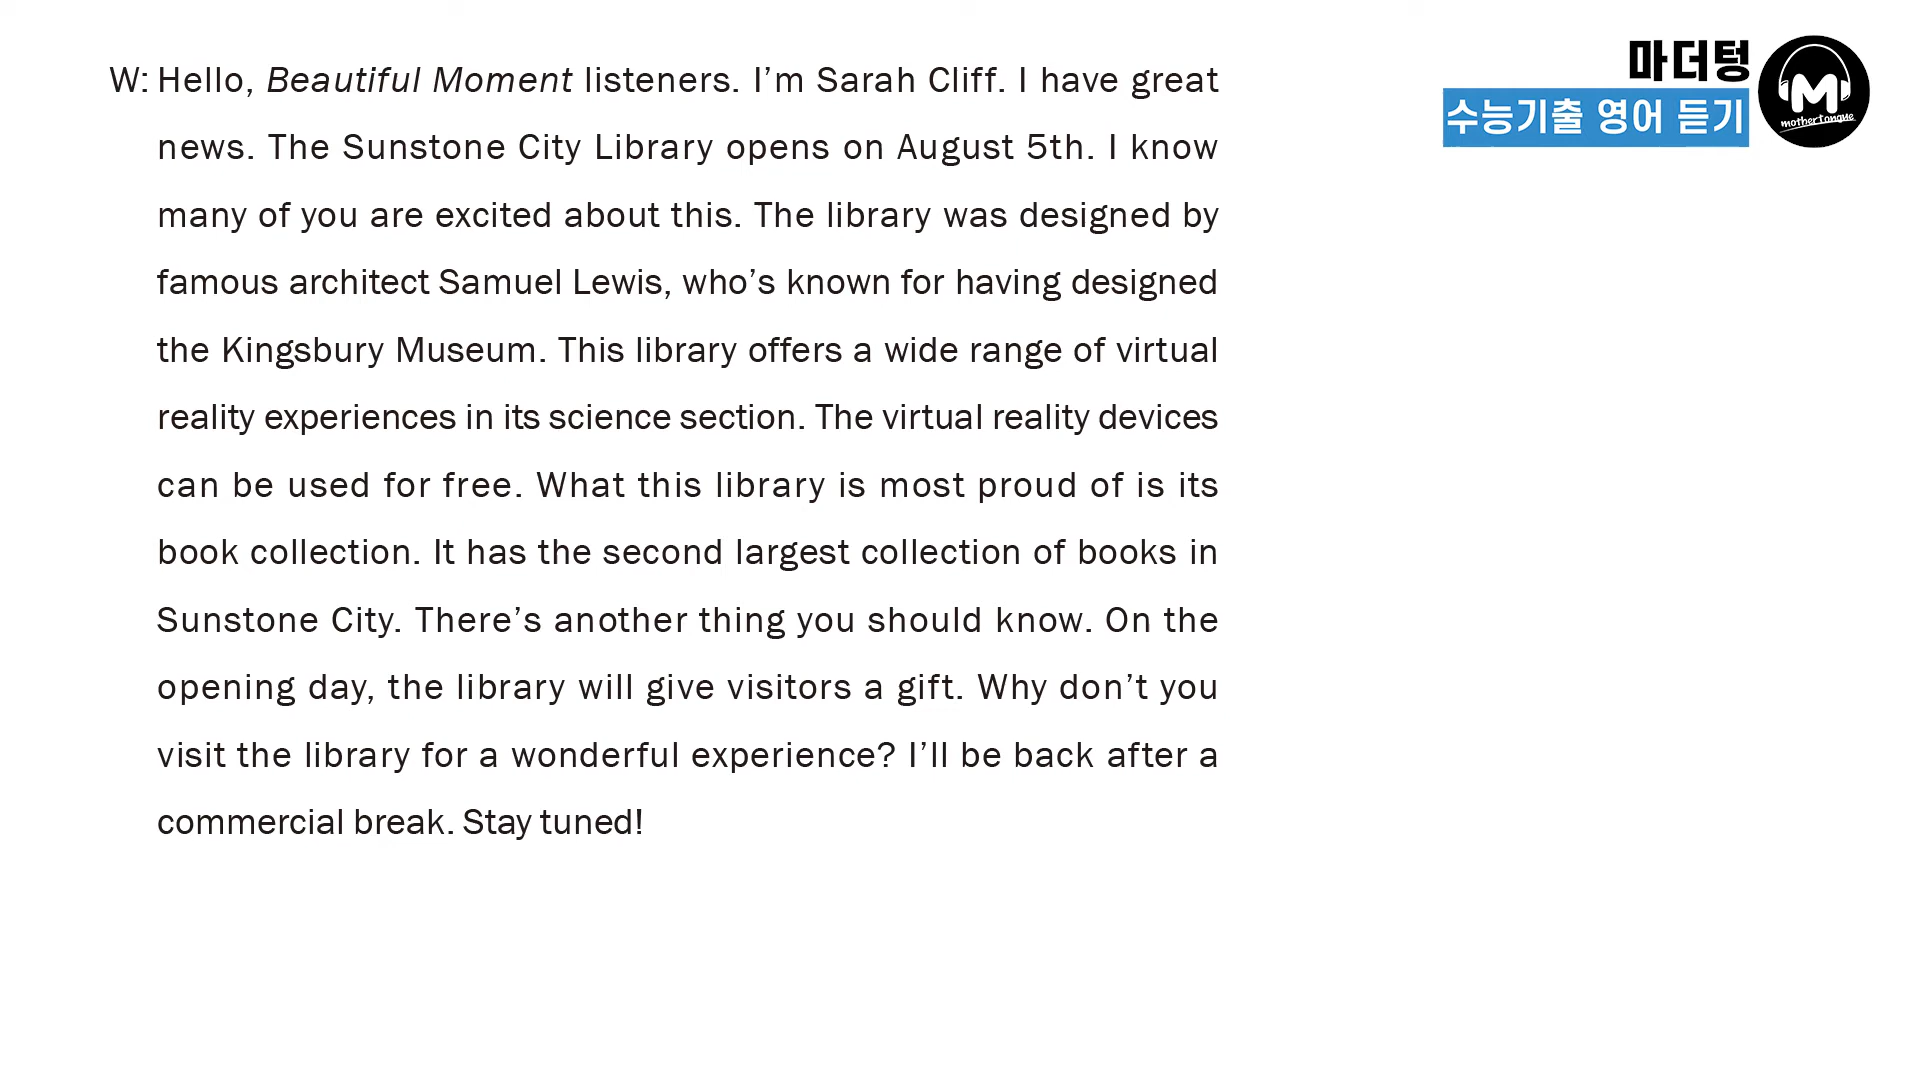 W: Hello, Beautiful Moment listeners. I’m Sarah Cliff. I have great
news. The Sunstone City Library opens on August 5th. I know
many of you are excited about this. The library was designed by
famous architect Samuel Lewis, who’s known for having designed
the Kingsbury Museum. This library offers a wide range of virtual
reality experiences in its science section. The virtual reality devices
can be used for free. What this library is most proud of is its
book collection. It has the second largest collection of books in
Sunstone City. There’s another thing you should know. On the
opening day, the library will give visitors a gift. Why don’t you
visit the library for a wonderful experience? I’ll be back after a
commercial break. Stay tuned!
마더텅
수능기출 영어 듣기
M
mothertongue